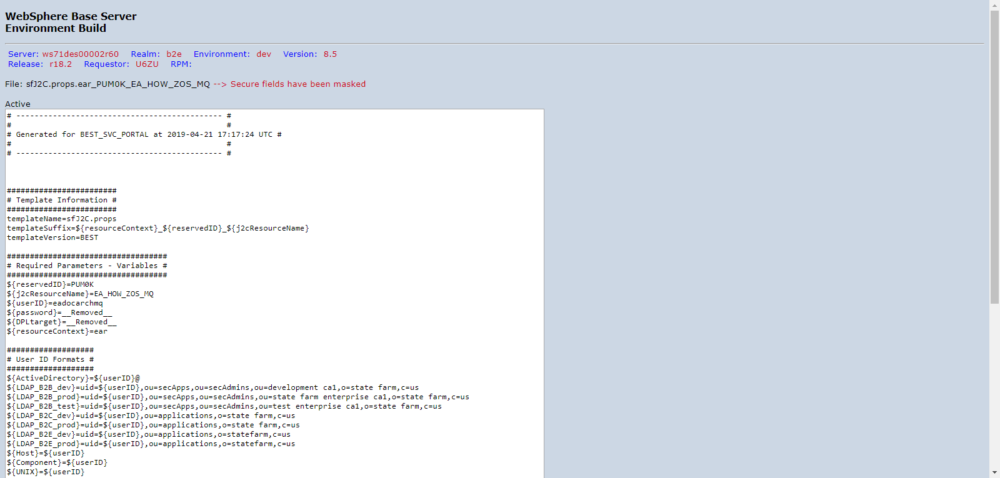 WebSphere Base Server
Environment Build
Server: ws71des00002r60 Realm: b2e Environment: dev Version: 8.5
Release: r18.2 Requestor: U6ZU RPM:
File: sfJ2C.props.ear_PUM0K_EA_HOW_ZOS_MQ --> Secure fields have been masked
Active
# --------------------------------------------- #
# #
# Generated for BEST_SVC_PORTAL at 2019-04-21 17:17:24 UTC #
# #
# --------------------------------------------- #
########################
# Template Information #
########################
templateName=sfJ2C.props
templateSuffix=${resourceContext}_${reservedID}_${j2cResourceName}
templateVersion=BEST
###################################
# Required Parameters - Variables #
###################################
${reservedID}=PUM0K
${j2cResourceName}=EA_HOW_ZOS_MQ
${userID}=eadocarchmq
${password}=__Removed__
${DPLtarget}=__Removed__
${resourceContext}=ear
###################
# User ID Formats #
###################
${ActiveDirectory}=${userID}@
${LDAP_B2B_dev}=uid=${userID},ou=secApps,ou=secAdmins,ou=development ca1,o=state farm,c=us
${LDAP_B2B_prod}=uid=${userID},ou=secApps,ou=secAdmins,ou=state farm enterprise ca1,o=state farm,c=us
${LDAP_B2B_test}=uid=${userID},ou=secApps,ou=secAdmins,ou=test enterprise ca1,o=state farm,c=us
${LDAP_B2C_dev}=uid=${userID},ou=applications,o=state farm,c=us
${LDAP_B2C_prod}=uid=${userID},ou=applications,o=state farm,c=us
${LDAP_B2E_dev}=uid=${userID},ou=applications,o=statefarm,c=us
${LDAP_B2E_prod}=uid=${userID},ou=applications,o=statefarm,c=us
${Host}=${userID}
${Component}=${userID}
${UNIX}=${userID}